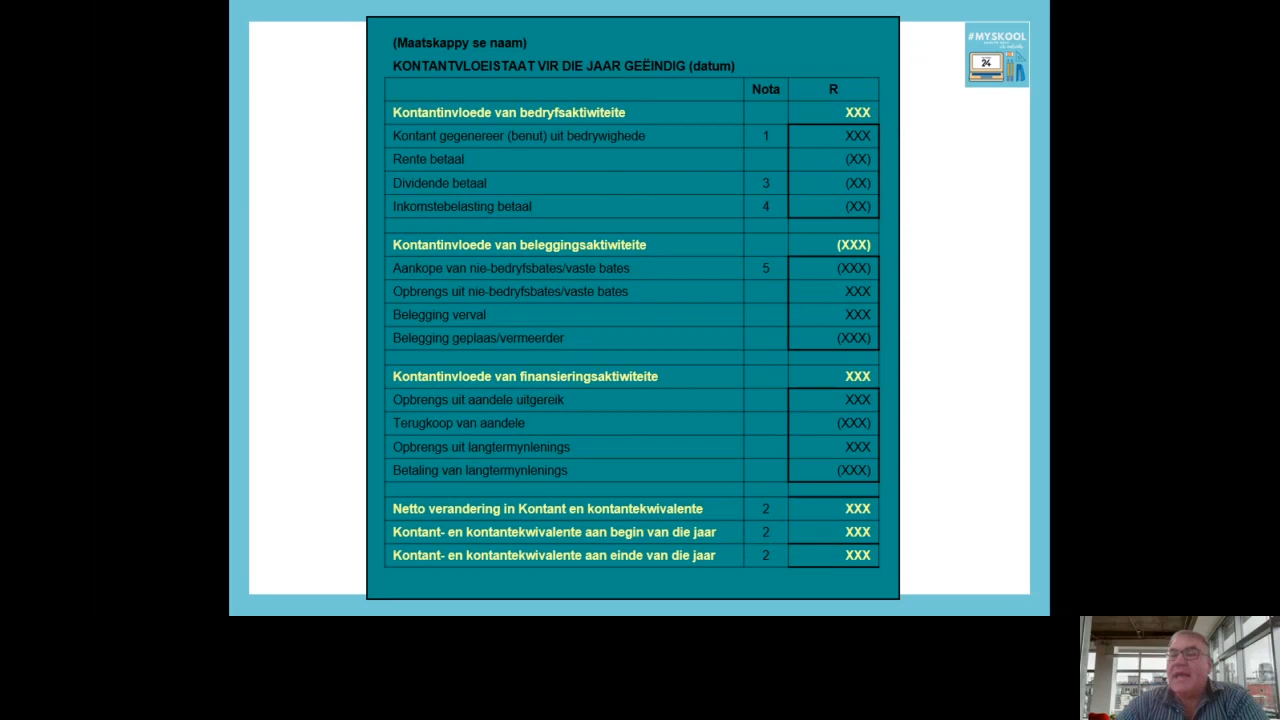 #MYSKOOL
24
(Maatskappy se naam)
KONTANTVLOEISTAAT VIR DIE JAAR GEËINDIG (datum)
Nota R
Kontantinvloede van bedryfsaktiwiteite XXX
Kontant gegenereer (benut) uit bedrywighede 1 XXX
Rente betaal (XX)
Dividende betaal 3 (XX)
Inkomstebelasting betaal 4 (XX)
Kontantinvloede van beleggingsaktiwiteite (XXX)
Aankope van nie-bedryfsbates/vaste bates 5 (XXX)
Opbrengs uit nie-bedryfsbates/vaste bates XXX
Belegging verval XXX
Belegging geplaas/vermeerder (XXX)
Kontantinvloede van finansieringsaktiwiteite XXX
Opbrengs uit aandele uitgereik XXX
Terugkoop van aandele (XXX)
Opbrengs uit langtermynlenings XXX
Betaling van langtermynlenings (XXX)
Netto verandering in Kontant en kontantekwivalente 2 XXX
Kontant- en kontantekwivalente aan begin van die jaar 2 XXX
Kontant- en kontantekwivalente aan einde van die jaar 2 XXX